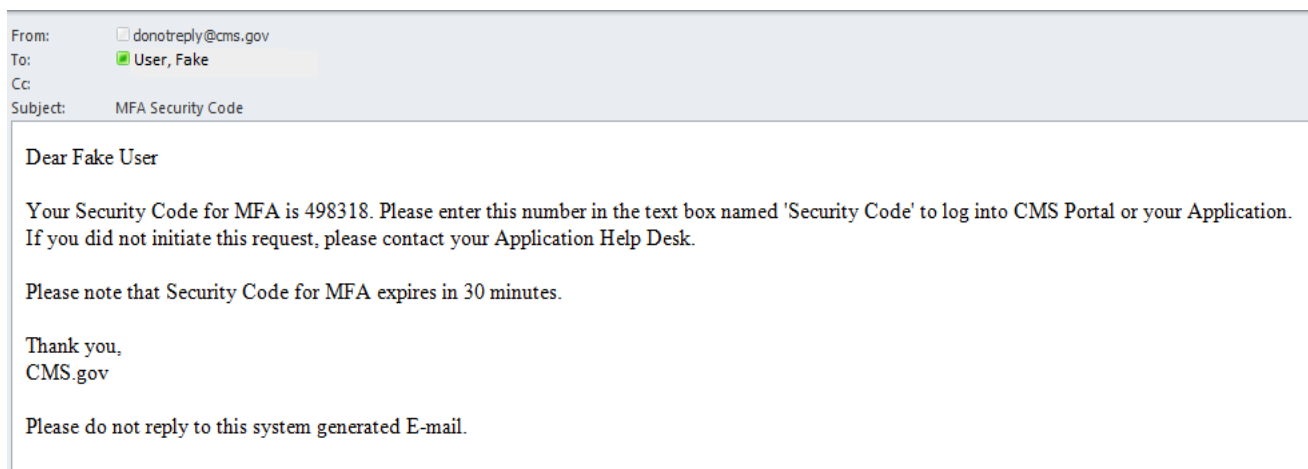 From: donotreply@cms.gov
To: User, Fake
Cc:
Subject: MFA Security Code
Dear Fake User
Your Security Code for MFA is 498318. Please enter this number in the text box named 'Security Code' to log into CMS Portal or your Application.
If you did not initiate this request, please contact your Application Help Desk.
Please note that Security Code for MFA expires in 30 minutes.
Thank you,
CMS.gov
Please do not reply to this system generated E-mail.